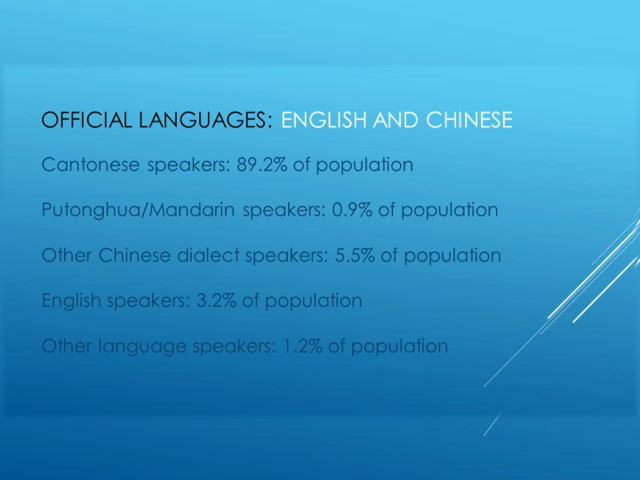 OFFICIAL LANGUAGES: ENGLISH AND CHINESE
Cantonese speakers: 89.2% of population
Putonghua/Mandarin speakers: 0.9% of population
Other Chinese dialect speakers: 5.5% of population
English speakers: 3.2% of population
Other language speakers: 1.2% of population